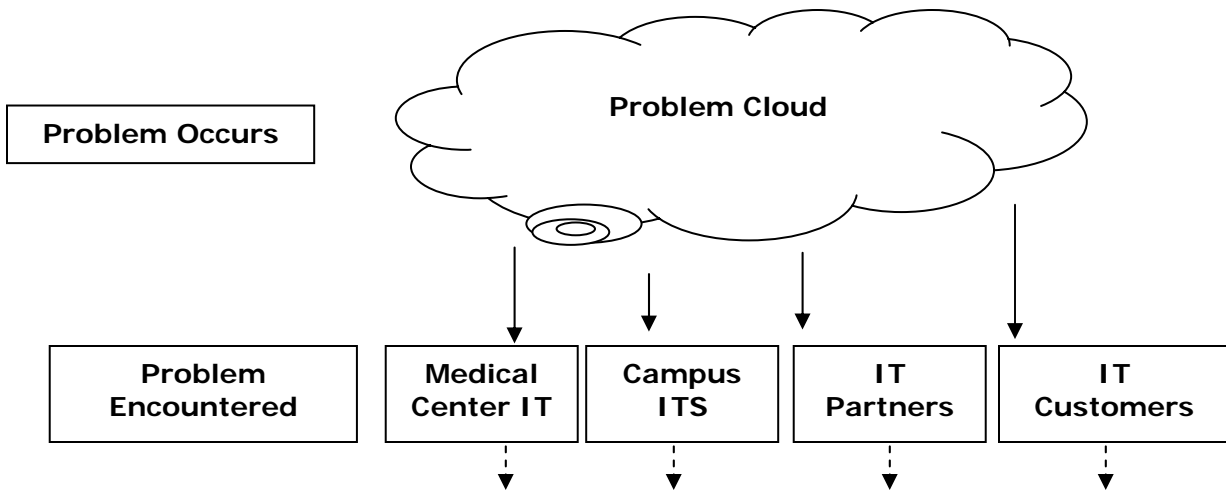 Problem Cloud
Problem Occurs
Problem
Encountered
Medical
Center IT
Campus
ITS
IT
Partners
IT
Customers